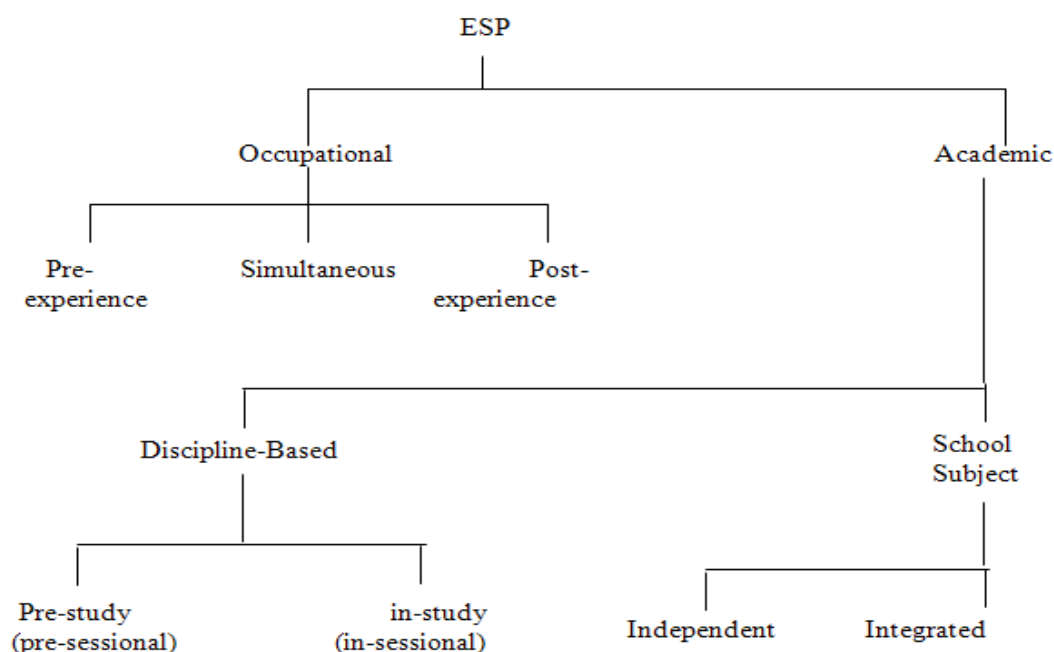 ESP
Occupational
Academic
Pre-
experience
Simultaneous
Post-
experience
Discipline-Based
School
Subject
Pre-study
(pre-sessional)
in-study
(in-sessional)
Independent
Integrated